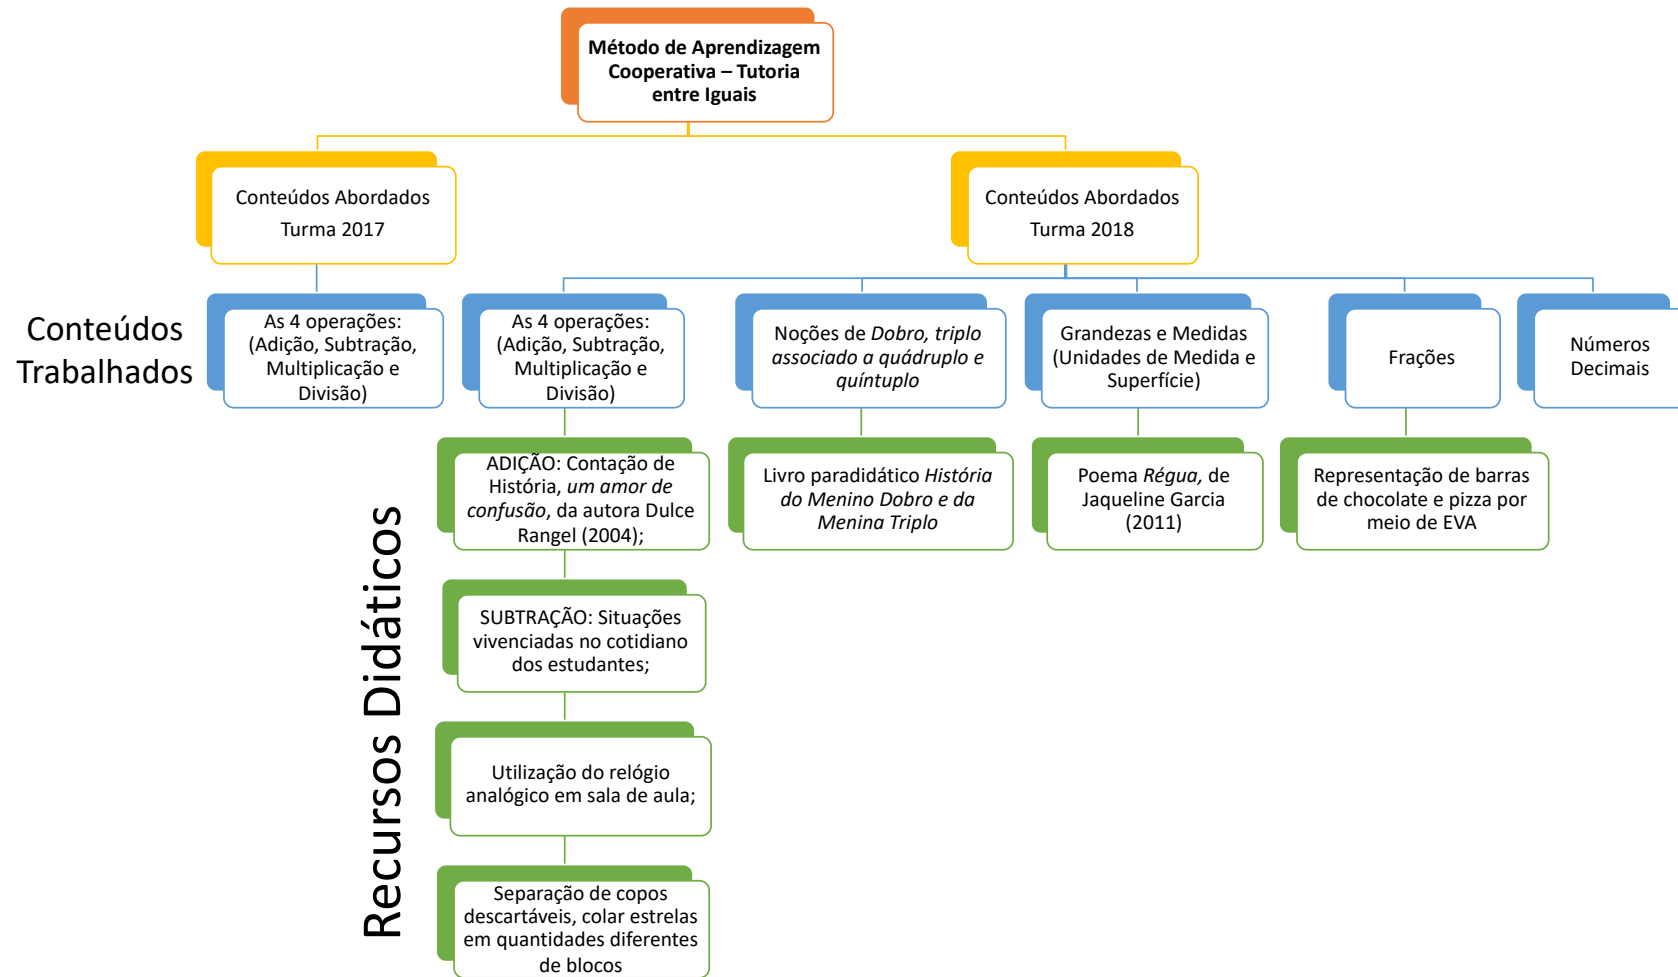 Método de Aprendizagem
Cooperativa – Tutoria
entre Iguais
Conteúdos Abordados
Turma 2017
Conteúdos Abordados
Turma 2018
Conteúdos
Trabalhados
As 4 operações:
(Adição, Subtração,
Multiplicação e
Divisão)
As 4 operações:
(Adição, Subtração,
Multiplicação e
Divisão)
Noções de Dobro, triplo
associado a quádruplo e
quíntuplo
Grandezas e Medidas
(Unidades de Medida e
Superfície)
Frações
Números
Decimais
Recursos Didáticos
ADIÇÃO: Contação de
História, um amor de
confusão, da autora Dulce
Rangel (2004);
Livro paradidático História
do Menino Dobro e da
Menina Triplo
Poema Régua, de
Jaqueline Garcia
(2011)
Representação de barras
de chocolate e pizza por
meio de EVA
SUBTRAÇÃO: Situações
vivenciadas no cotidiano
dos estudantes;
Utilização do relógio
analógico em sala de aula;
Separação de copos
descartáveis, colar estrelas
em quantidades diferentes
de blocos